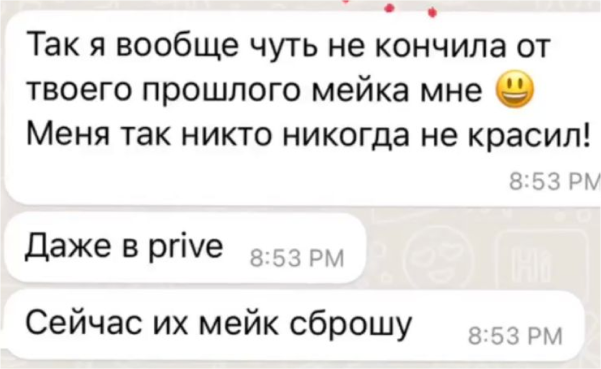 Так я вообще чуть не кончила от
твоего прошлого мейка мне 😃
Меня так никто никогда не красил!
8:53 PM
Даже в prive 8:53 PM
Сейчас их мейк сброшу 8:53 PM